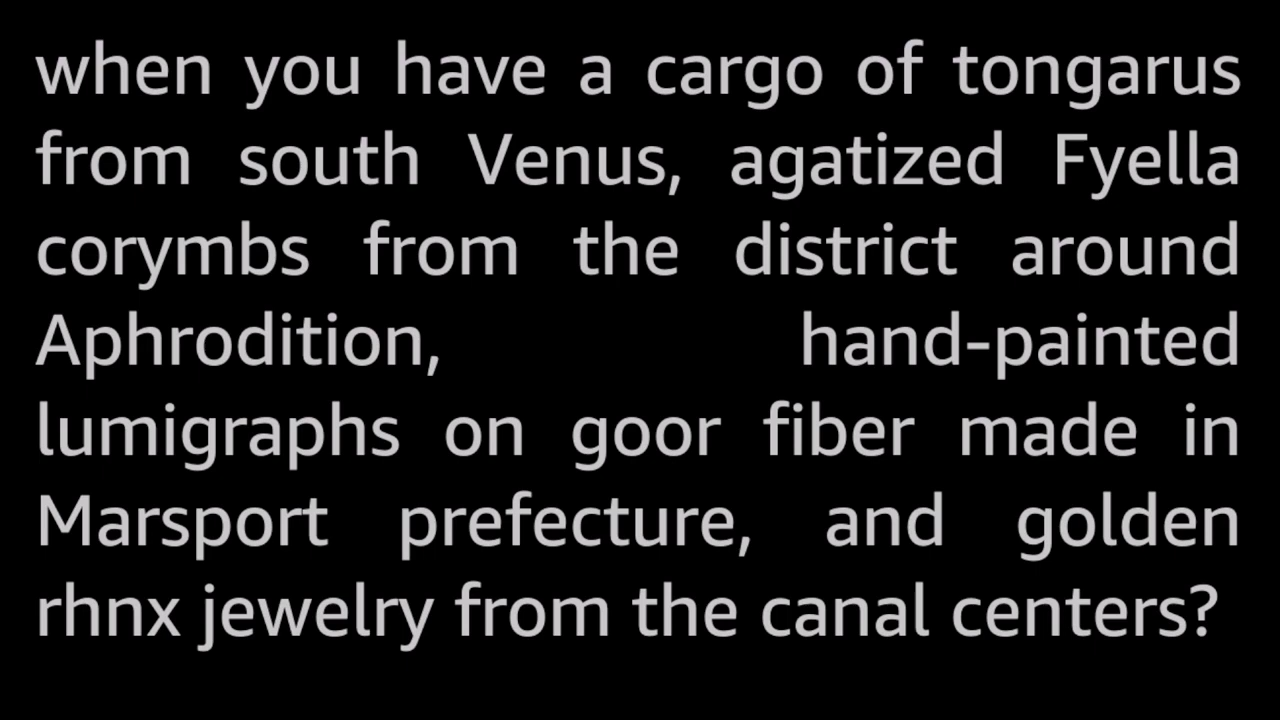 when you have a cargo of tongarus
from south Venus, agatized Fyella
corymbs from the district around
Aphrodition, hand-painted
lumigraphs on goor fiber made in
Marsport prefecture, and golden
rhnx jewelry from the canal centers?